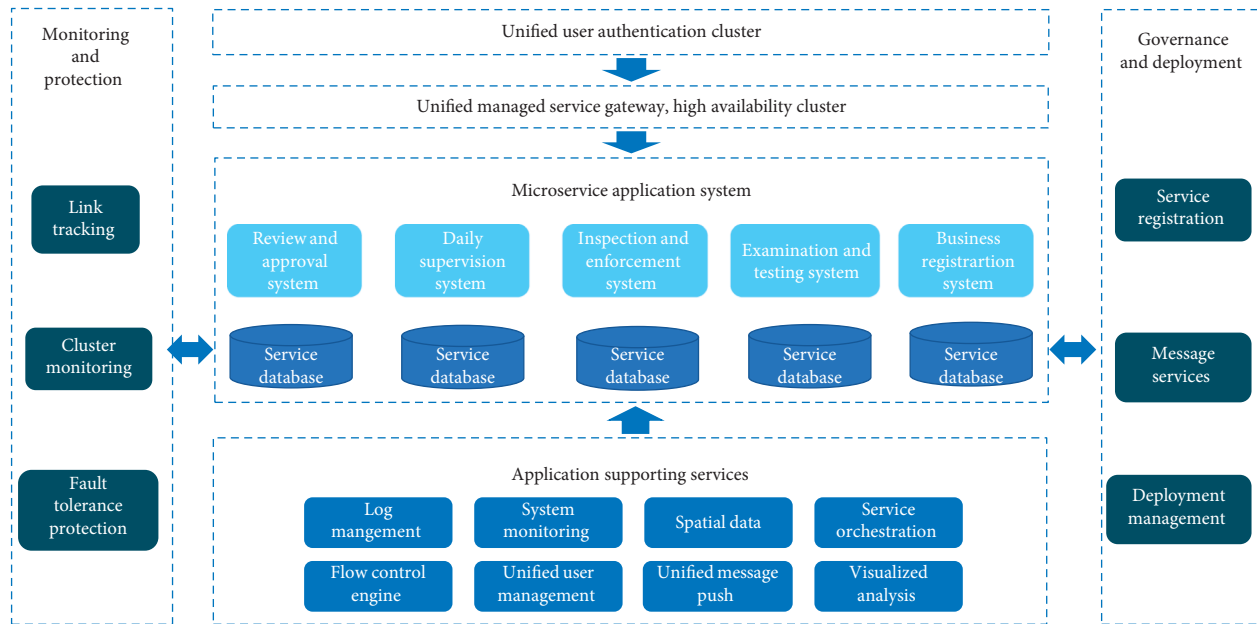 Monitoring
and
protection
Link
tracking
Cluster
monitoring
Fault
tolerance
protection
Unified user authentication cluster
Unified managed service gateway, high availability cluster
Microservice application system
Review and
approval
system
Daily
supervision
system
Inspection and
enforcement
system
Examination and
testing system
Business
registrartion
system
Service
database
Service
database
Service
database
Service
database
Service
database
Application supporting services
Log
mangement
System
monitoring
Spatial data
Service
orchestration
Flow control
engine
Unified user
management
Unified message
push
Visualized
analysis
Governance
and deployment
Service
registration
Message
services
Deployment
management